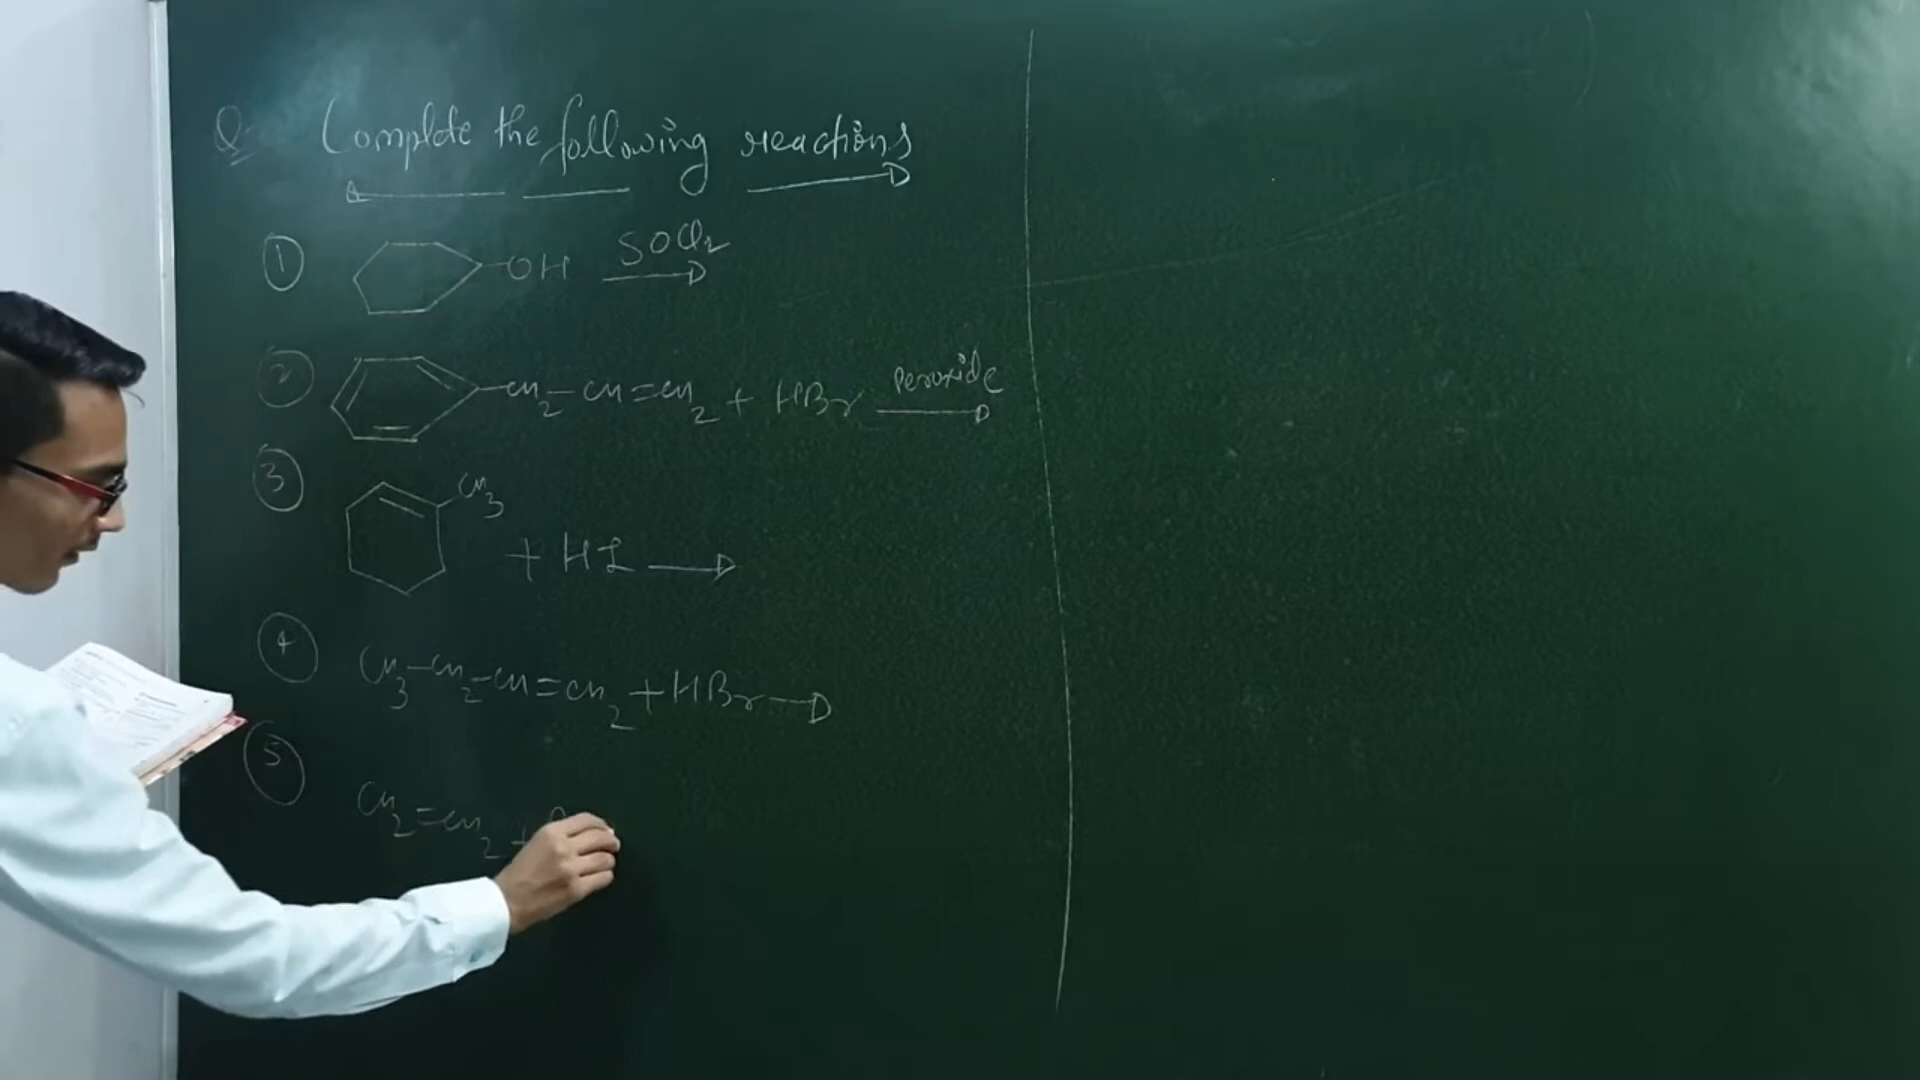 Q. Complete the following reactions
① -OH SOCl₂ →
② -CH₂-CH=CH₂ + HBr Peroxide →
③ CH₃ + HI →
④ CH₃-CH₂-CH=CH₂ + HBr →
⑤ CH₂=CH₂ +